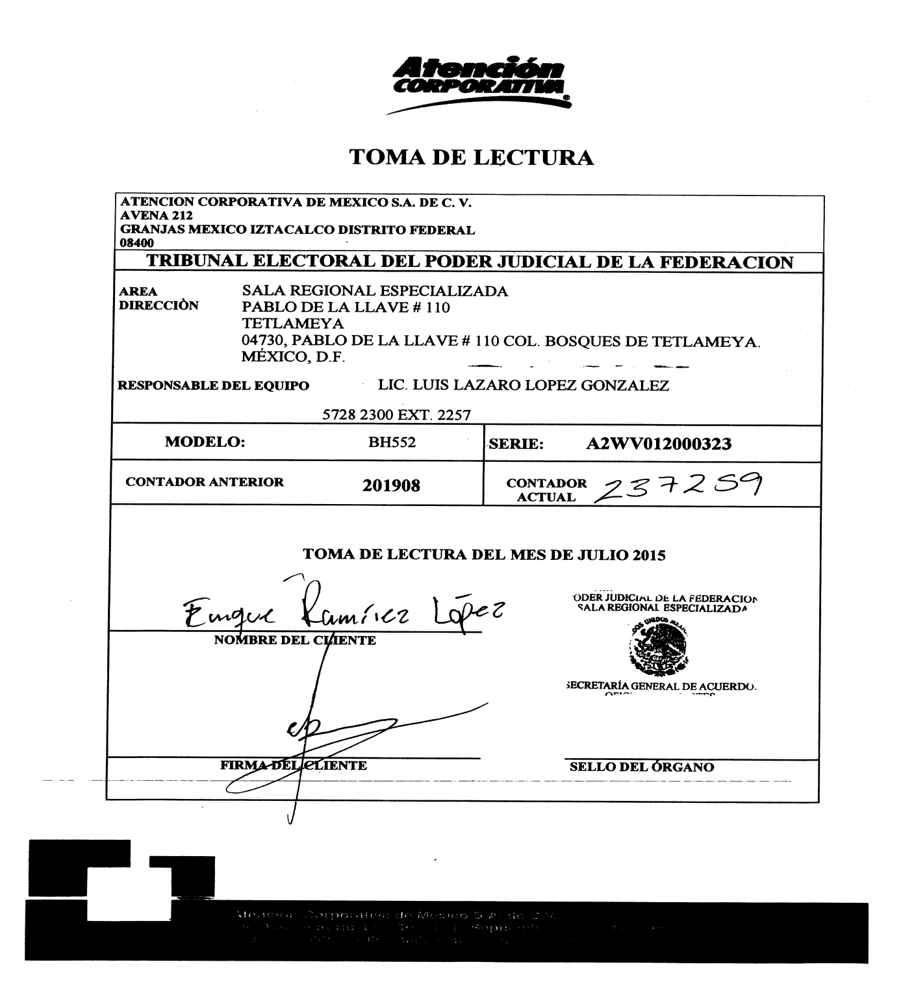 Atención
CORPORATIVA®
TOMA DE LECTURA
ATENCION CORPORATIVA DE MEXICO S.A. DE C. V.
AVENA 212
GRANJAS MEXICO IZTACALCO DISTRITO FEDERAL
08400
TRIBUNAL ELECTORAL DEL PODER JUDICIAL DE LA FEDERACION
AREA SALA REGIONAL ESPECIALIZADA
DIRECCIÒN PABLO DE LA LLAVE # 110
TETLAMEYA
04730, PABLO DE LA LLAVE # 110 COL. BOSQUES DE TETLAMEYA.
MÉXICO, D.F.
RESPONSABLE DEL EQUIPO LIC. LUIS LAZARO LOPEZ GONZALEZ
5728 2300 EXT. 2257
MODELO: BH552 SERIE: A2WV012000323
CONTADOR ANTERIOR 201908 CONTADOR ACTUAL 237259
TOMA DE LECTURA DEL MES DE JULIO 2015
Enrique Ramírez López
NOMBRE DEL CLIENTE
ODER JUDICIAL DE LA FEDERACION
SALA REGIONAL ESPECIALIZADA
DOS UNIDOS
SECRETARÍA GENERAL DE ACUERDO
FIRMA DEL CLIENTE
SELLO DEL ÓRGANO
Atencion Corporativa de Mexico S.A. de C.V.